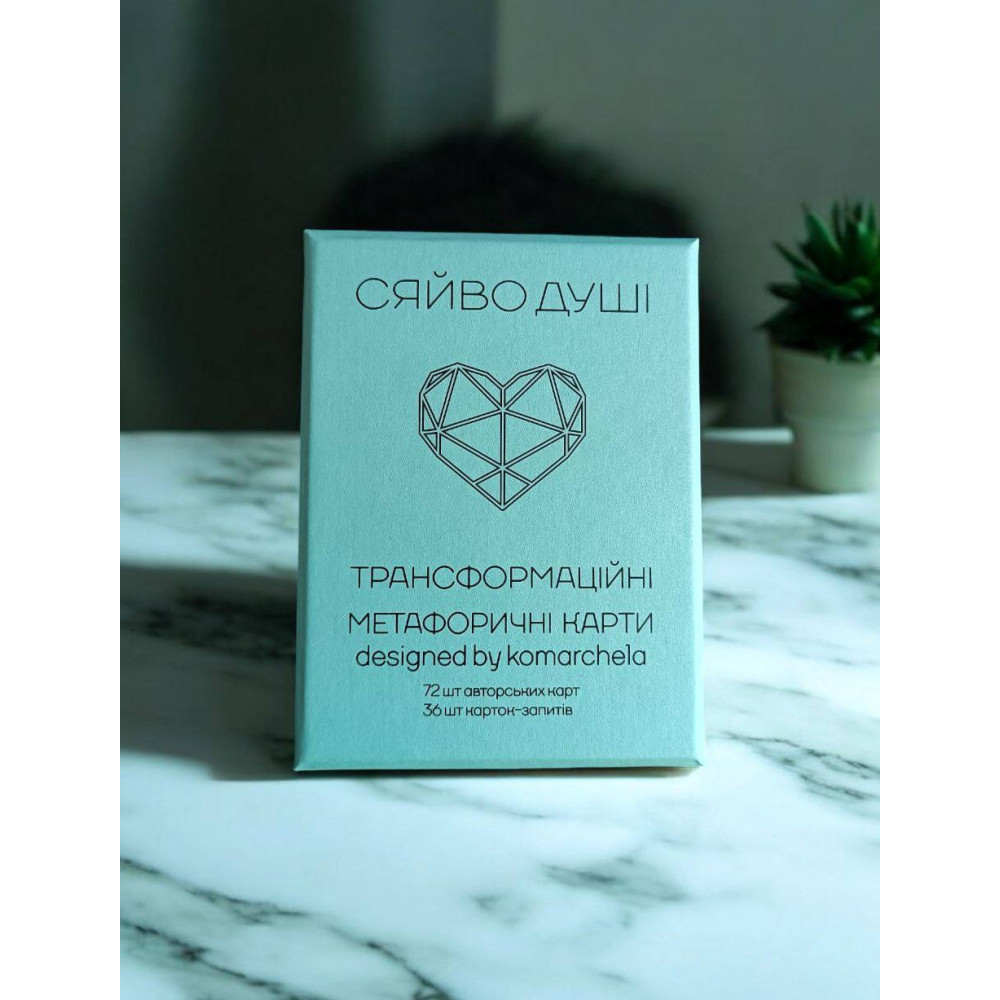 СЯЙВО ДУШІ
ТРАНСФОРМАЦІЙНІ
МЕТАФОРИЧНІ КАРТИ
designed by komarchela
72 шт авторських карт
36 шт карток-запитів